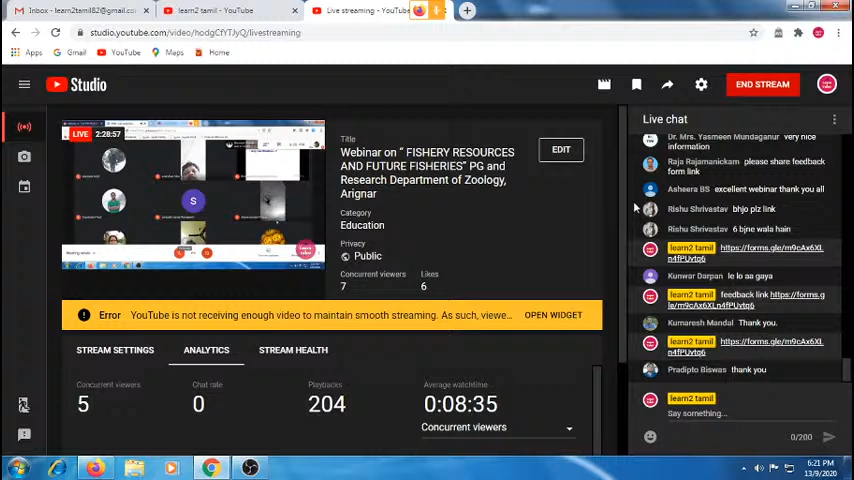 Inbox - learn2tamil82@gmail.co
learn2 tamil - YouTube
Live streaming - YouTube
studio.youtube.com/video/hodgCfYTJyQ/livestreaming
Apps
Gmail
YouTube
Maps
Home
Studio
END STREAM
LIVE 2:28:57
S
Title
Webinar on “ FISHERY RESOURCES
AND FUTURE FISHERIES” PG and
Research Department of Zoology,
Arignar
EDIT
Category
Education
Privacy
Public
Concurrent viewers
Likes
7
6
Error
YouTube is not receiving enough video to maintain smooth streaming. As such, viewe...
OPEN WIDGET
STREAM SETTINGS
ANALYTICS
STREAM HEALTH
Concurrent viewers
Chat rate
Playbacks
Average watchtime
5
0
204
0:08:35
Concurrent viewers
Live chat
Dr. Mrs. Yasmeen Mundaganur very nice
information
Raja Rajamanickam please share feedback
form link
Asheera BS excellent webinar thank you all
Rishu Shrivastav bhjo plz link
Rishu Shrivastav 6 bjne wala hain
learn2 tamil https://forms.gle/m9cAx6XL
n4fPUvtq6
Kunwar Darpan le lo aa gaya
learn2 tamil feedback link https://forms.g
le/m9cAx6XLn4fPUvtq6
Kumaresh Mandal Thank you.
learn2 tamil https://forms.gle/m9cAx6XL
n4fPUvtq6
Pradipto Biswas thank you
learn2 tamil
Say something...
0/200
6:21 PM
13/9/2020